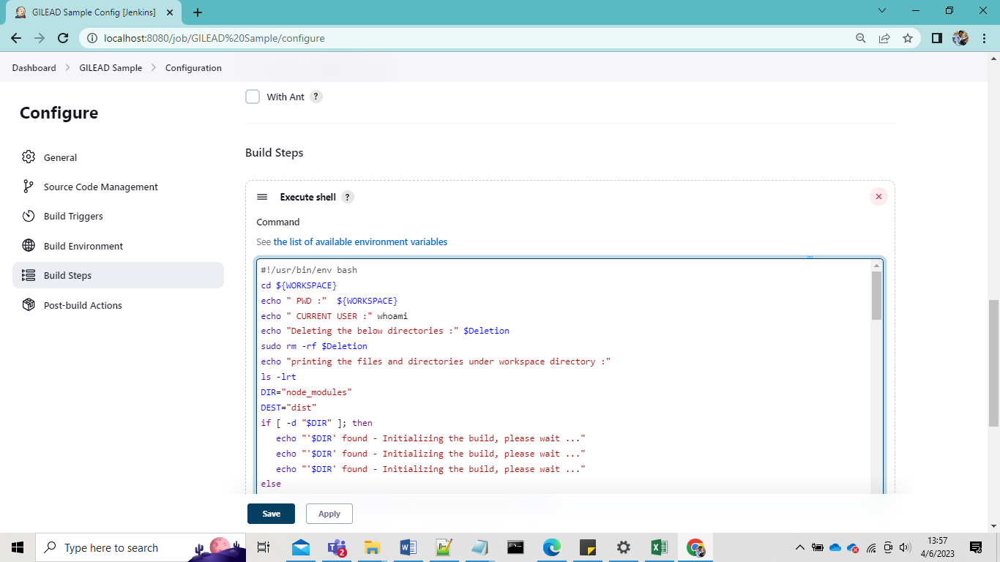 GILEAD Sample Config [Jenkins]
localhost:8080/job/GILEAD%20Sample/configure
Dashboard > GILEAD Sample > Configuration
With Ant ?
Configure
General
Source Code Management
Build Triggers
Build Environment
Build Steps
Post-build Actions
Build Steps
Execute shell ?
Command
See the list of available environment variables
#!/usr/bin/env bash
cd ${WORKSPACE}
echo " PWD :"  ${WORKSPACE}
echo " CURRENT USER :" whoami
echo "Deleting the below directories :" $Deletion
sudo rm -rf $Deletion
echo "printing the files and directories under workspace directory :"
ls -lrt
DIR="node_modules"
DEST="dist"
if [ -d "$DIR" ]; then
   echo "'$DIR' found - Initializing the build, please wait ..."
   echo "'$DIR' found - Initializing the build, please wait ..."
   echo "'$DIR' found - Initializing the build, please wait ..."
else
Save
Apply
Type here to search
2
13:57
4/6/2023